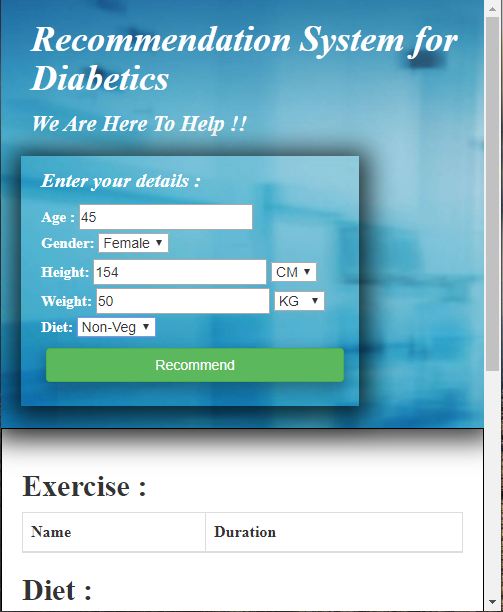 Recommendation System for
Diabetics
We Are Here To Help !!
Enter your details :
Age : 45
Gender: Female
Height: 154 CM
Weight: 50 KG
Diet: Non-Veg
Recommend
Exercise :
Name Duration
Diet :